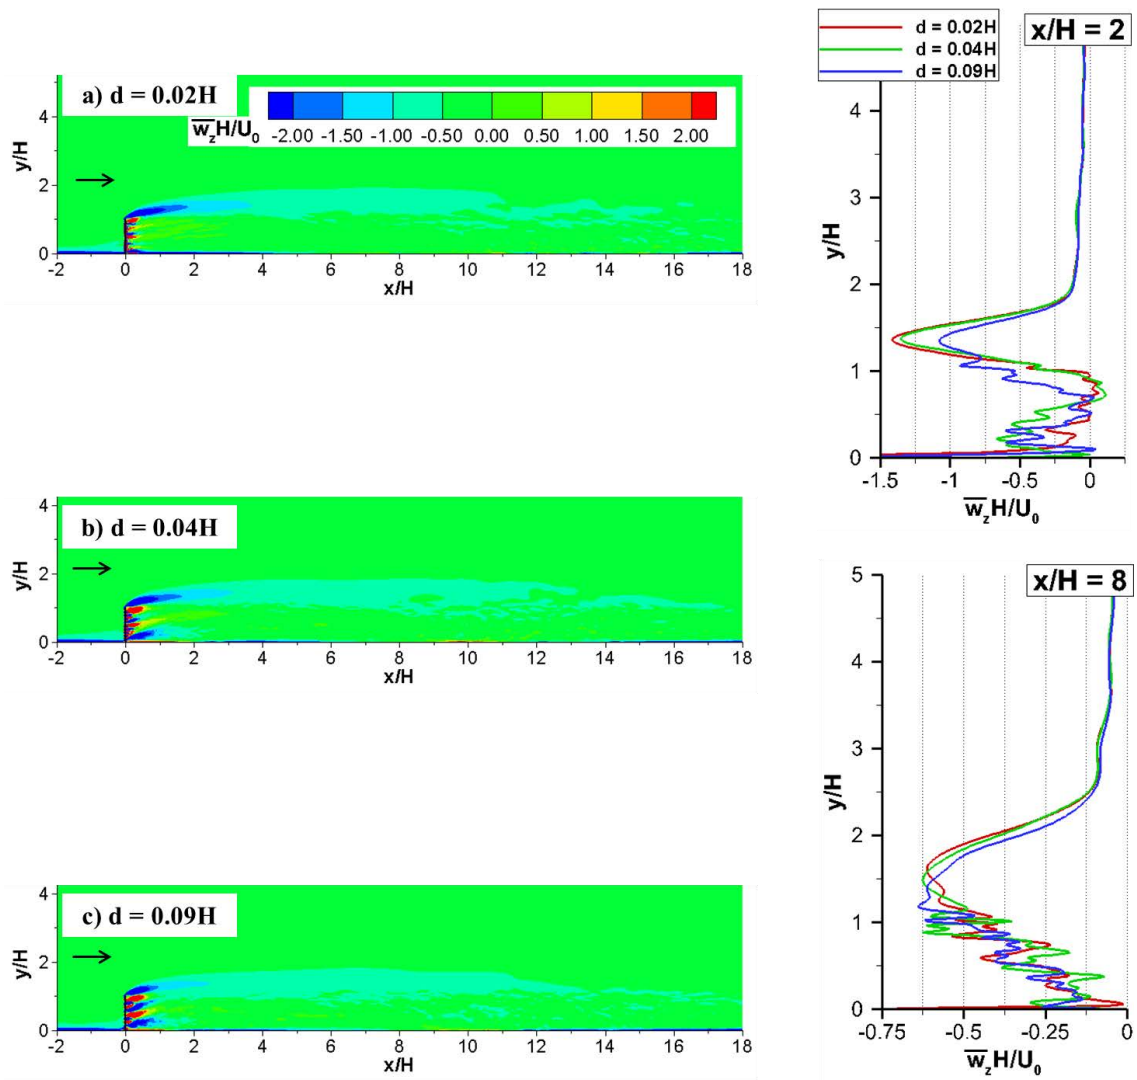 a) d = 0.02H
w̅zH/U0
-2.00 -1.50 -1.00 -0.50 0.00 0.50 1.00 1.50 2.00
y/H
4
2
0
-2 0 2 4 6 8 10 12 14 16 18
x/H
d = 0.02H
d = 0.04H
d = 0.09H
x/H = 2
y/H
4
3
2
1
0
-1.5 -1 -0.5 0
w̅zH/U0
b) d = 0.04H
y/H
4
2
0
-2 0 2 4 6 8 10 12 14 16 18
x/H
x/H = 8
y/H
5
4
3
2
1
0
-0.75 -0.5 -0.25 0
w̅zH/U0
c) d = 0.09H
y/H
4
2
0
-2 0 2 4 6 8 10 12 14 16 18
x/H